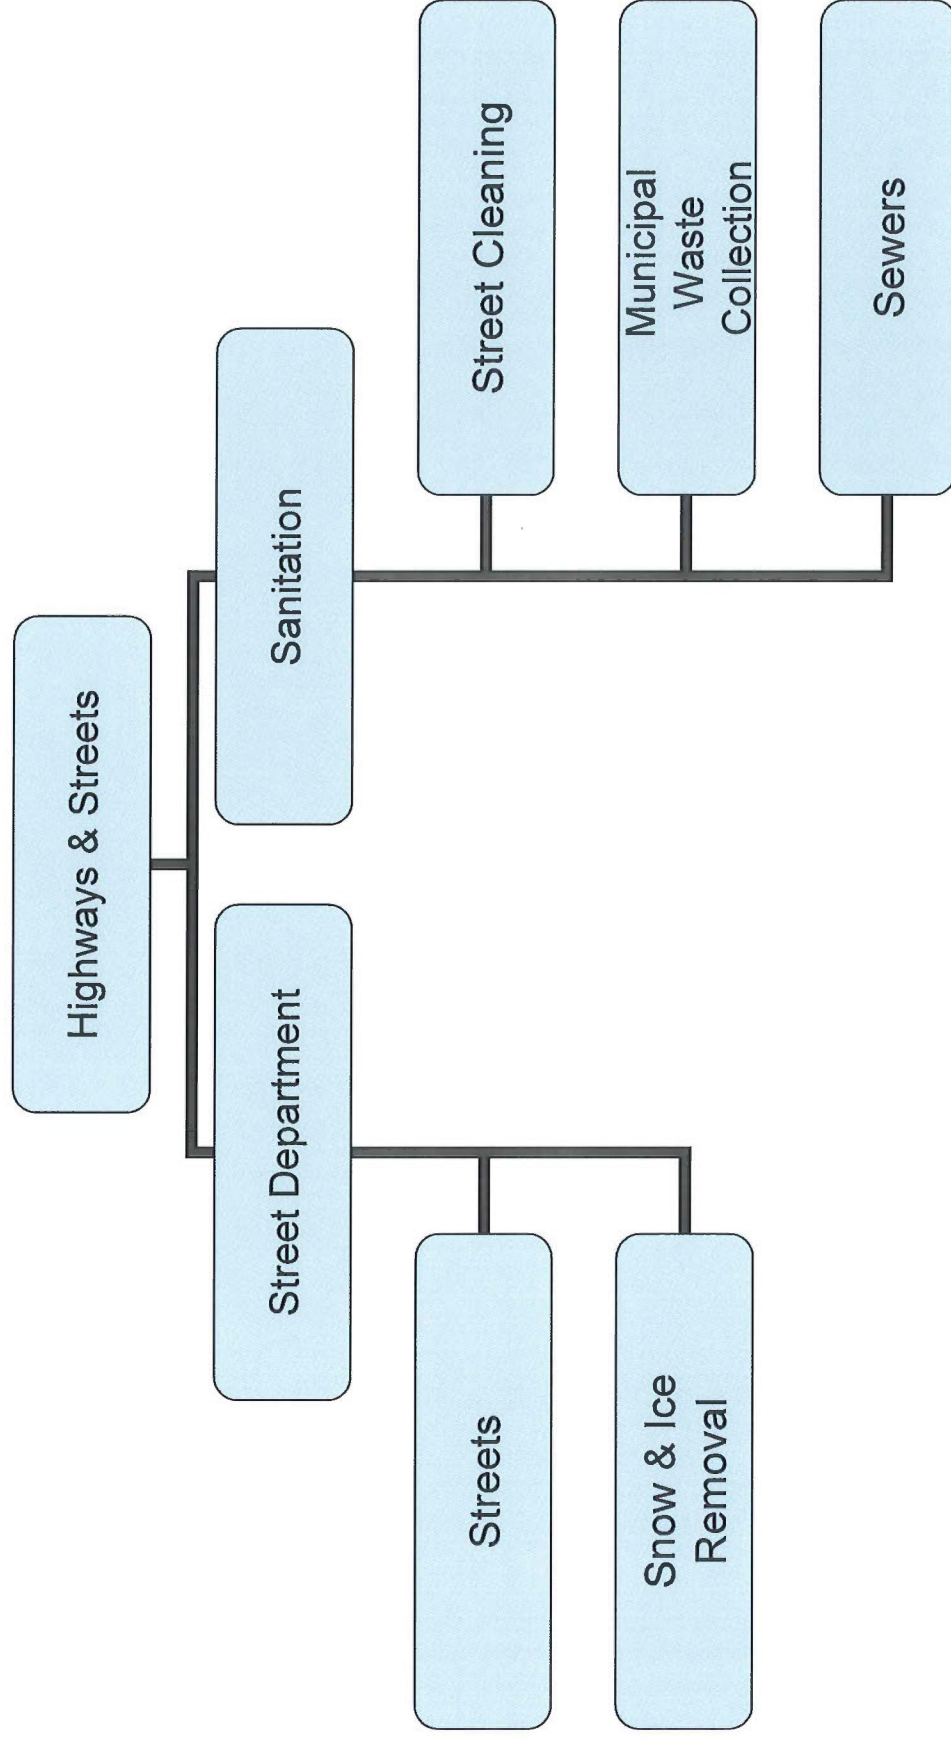 Highways & Streets
Street Department
Sanitation
Streets
Snow & Ice
Removal
Street Cleaning
Municipal
Waste
Collection
Sewers